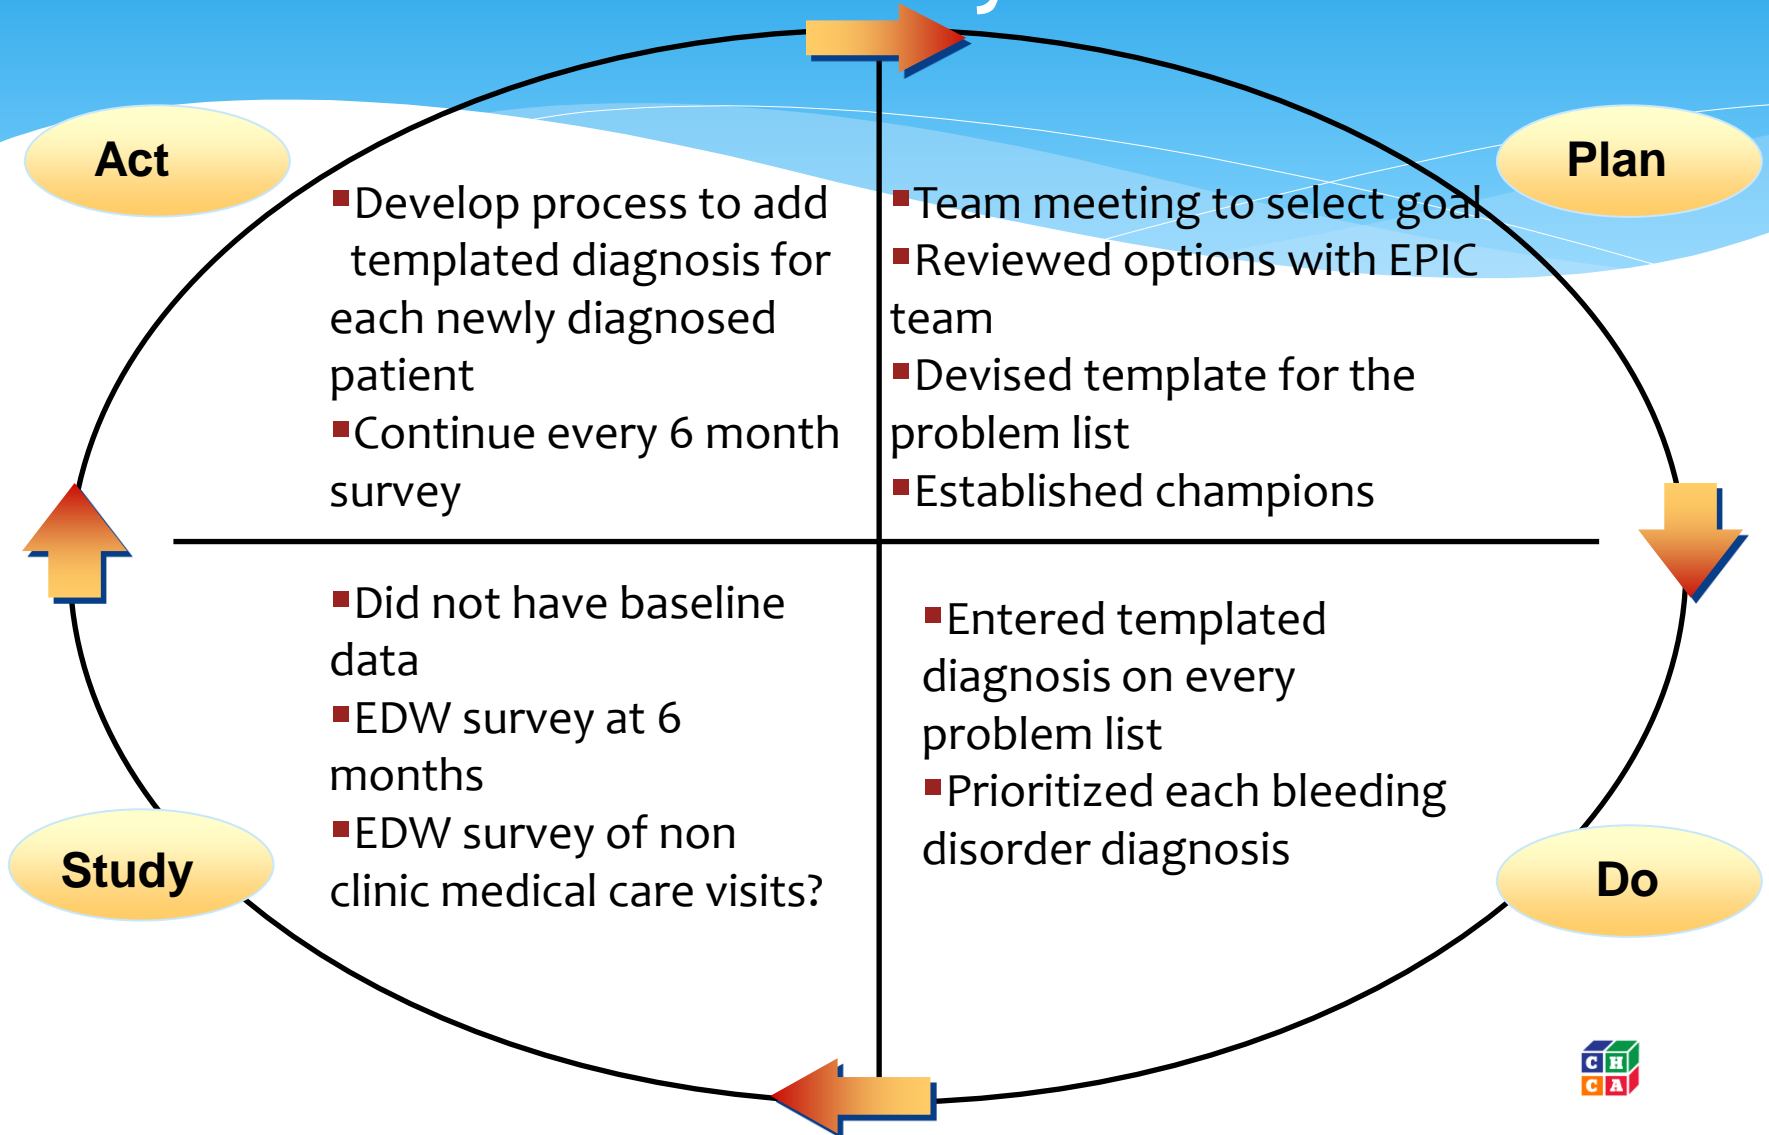 Act
▪Develop process to add
templated diagnosis for
each newly diagnosed
patient
▪Continue every 6 month
survey
Plan
▪Team meeting to select goal
▪Reviewed options with EPIC
team
▪Devised template for the
problem list
▪Established champions
Study
▪Did not have baseline
data
▪EDW survey at 6
months
▪EDW survey of non
clinic medical care visits?
Do
▪Entered templated
diagnosis on every
problem list
▪Prioritized each bleeding
disorder diagnosis
CH
CA